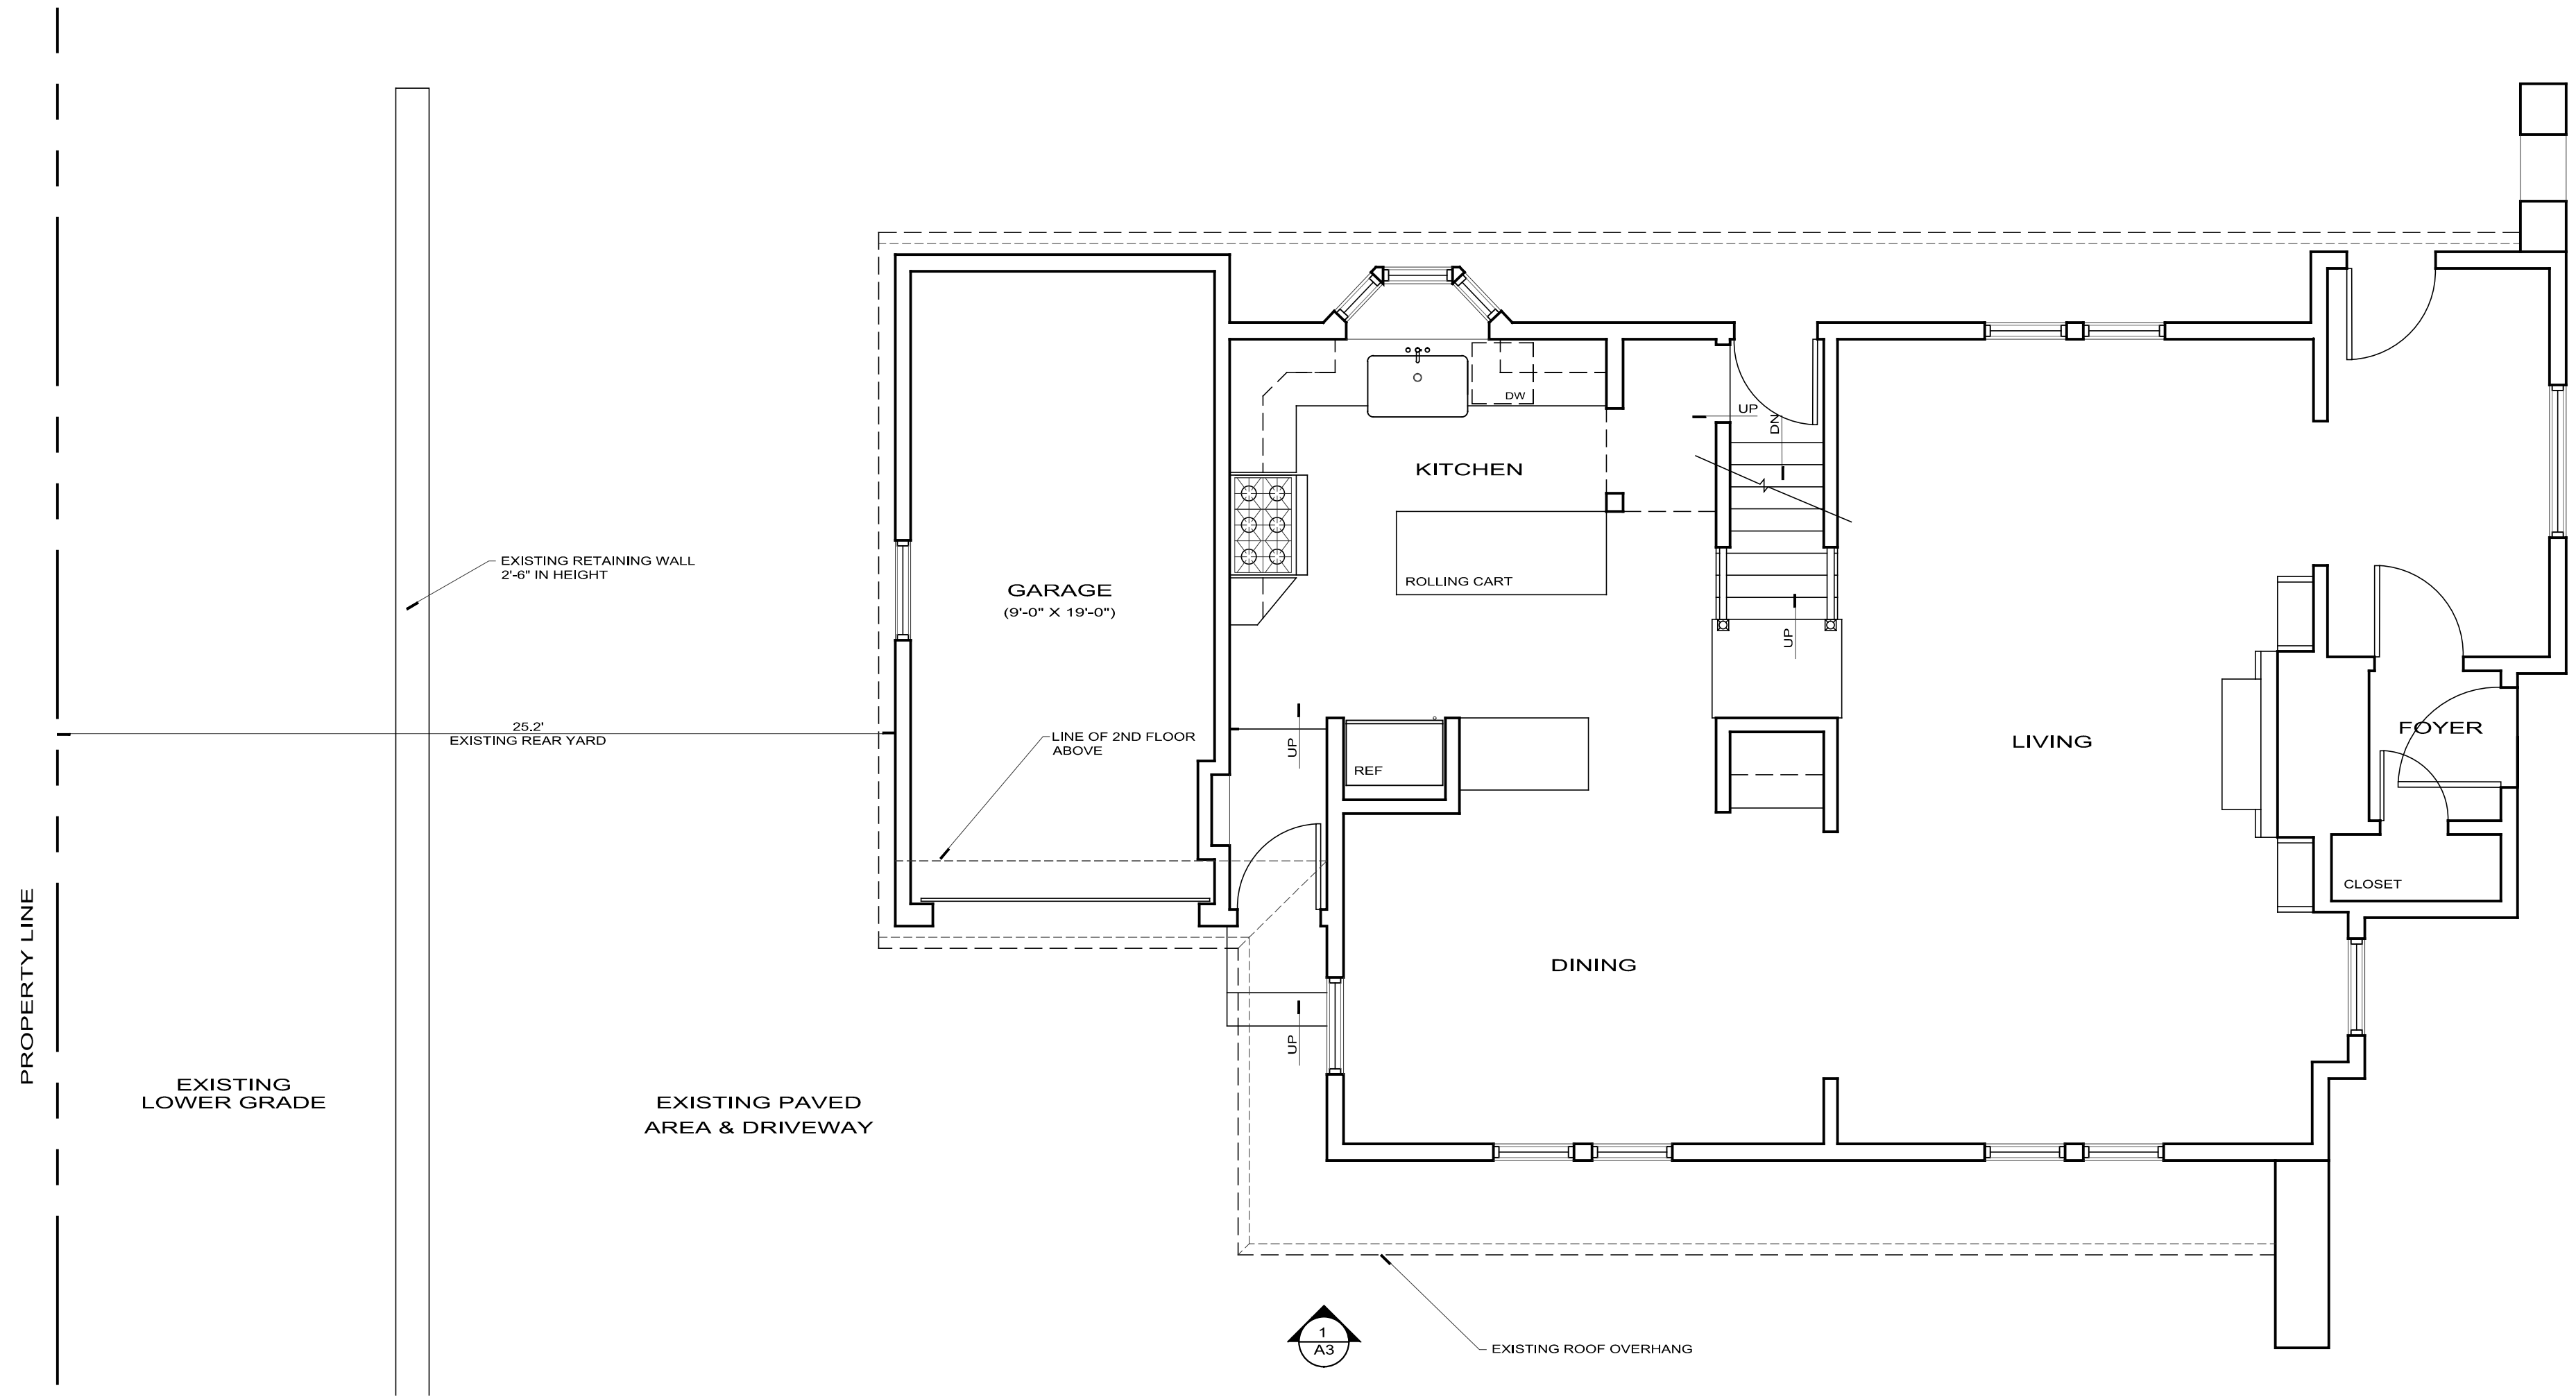 UP
DN
DW
KITCHEN
EXISTING RETAINING WALL
2'-6" IN HEIGHT
ROLLING CART
GARAGE
(9'-0" X 19'-0")
UP
25.2'
EXISTING REAR YARD
LINE OF 2ND FLOOR
ABOVE
UP
REF
LIVING
FOYER
CLOSET
PROPERTY LINE
DINING
UP
EXISTING
LOWER GRADE
EXISTING PAVED
AREA & DRIVEWAY
1
A3
EXISTING ROOF OVERHANG